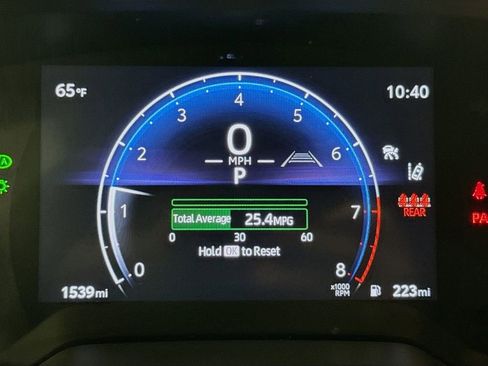 65°F
10:40
4
3
5
0
MPH
2
6
P
A
REAR
1
7
Total Average 25.4MPG
PA
0 30 60
Hold OK to Reset
0
8
x1000
RPM
1539mi
223mi